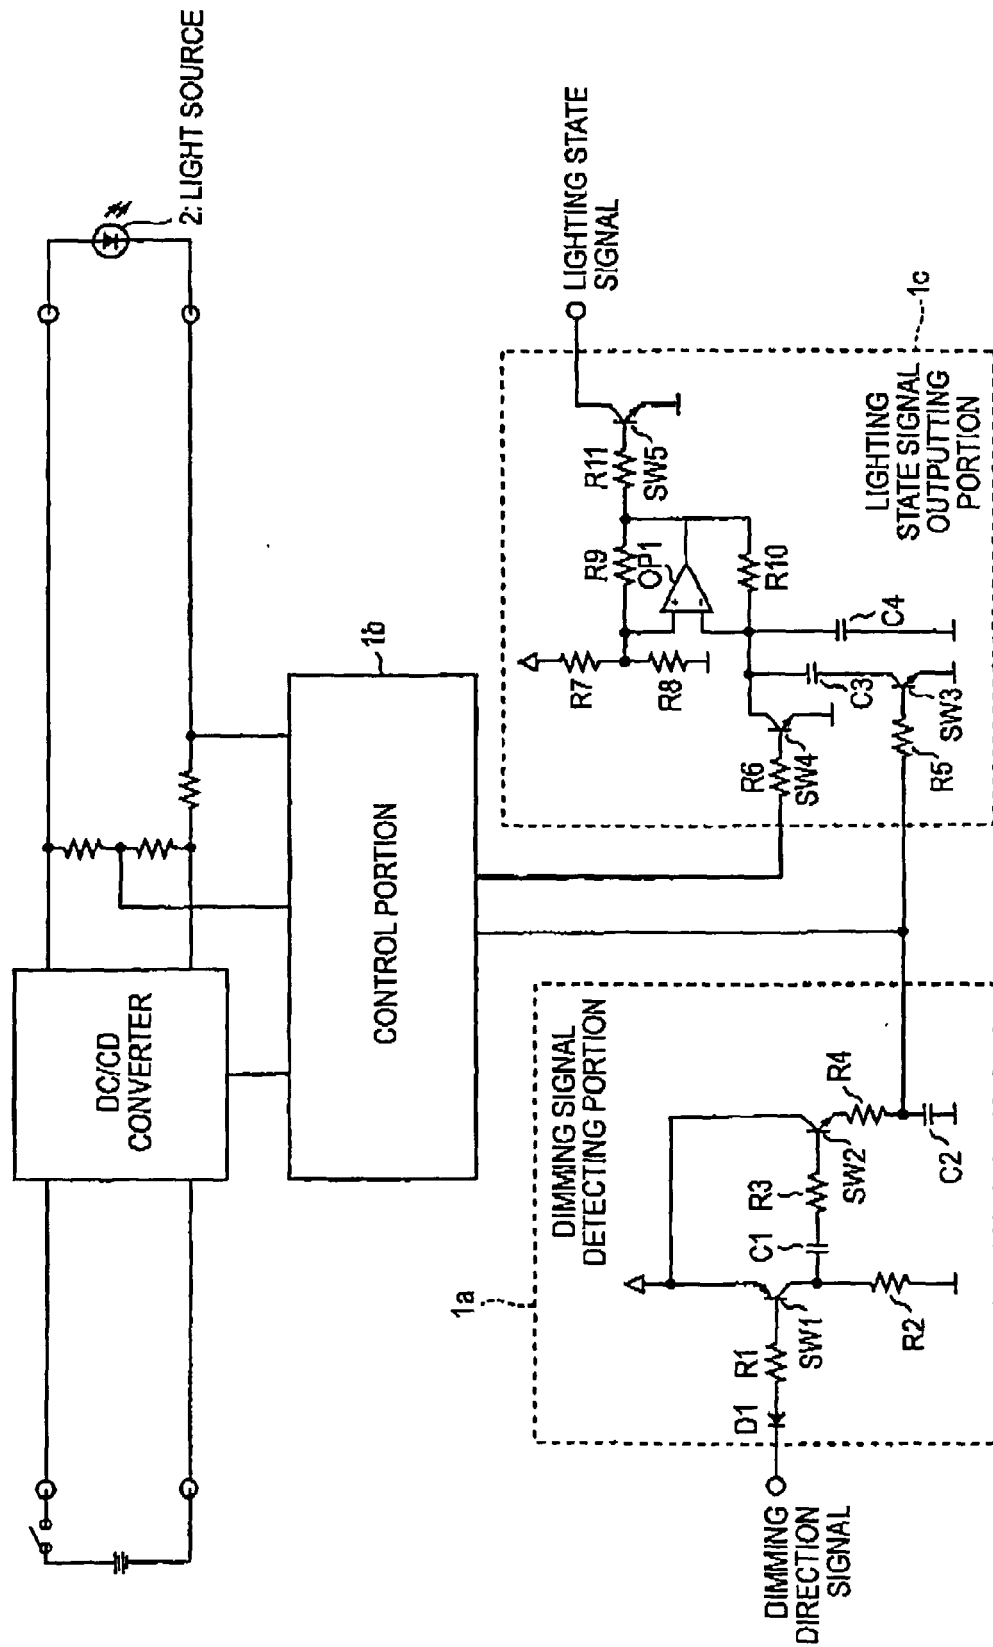 2: LIGHT SOURCE
DC/CD
CONVERTER
1b
CONTROL PORTION
1a
DIMMING SIGNAL
DETECTING PORTION
DIMMING
DIRECTION
SIGNAL
D1
R1
SW1
R2
C1
R3
SW2
R4
C2
LIGHTING STATE
SIGNAL
1c
LIGHTING
STATE SIGNAL
OUTPUTTING
PORTION
R7
R8
R9
OP1
R11
SW5
R10
R6
SW4
C3
C4
R5
SW3